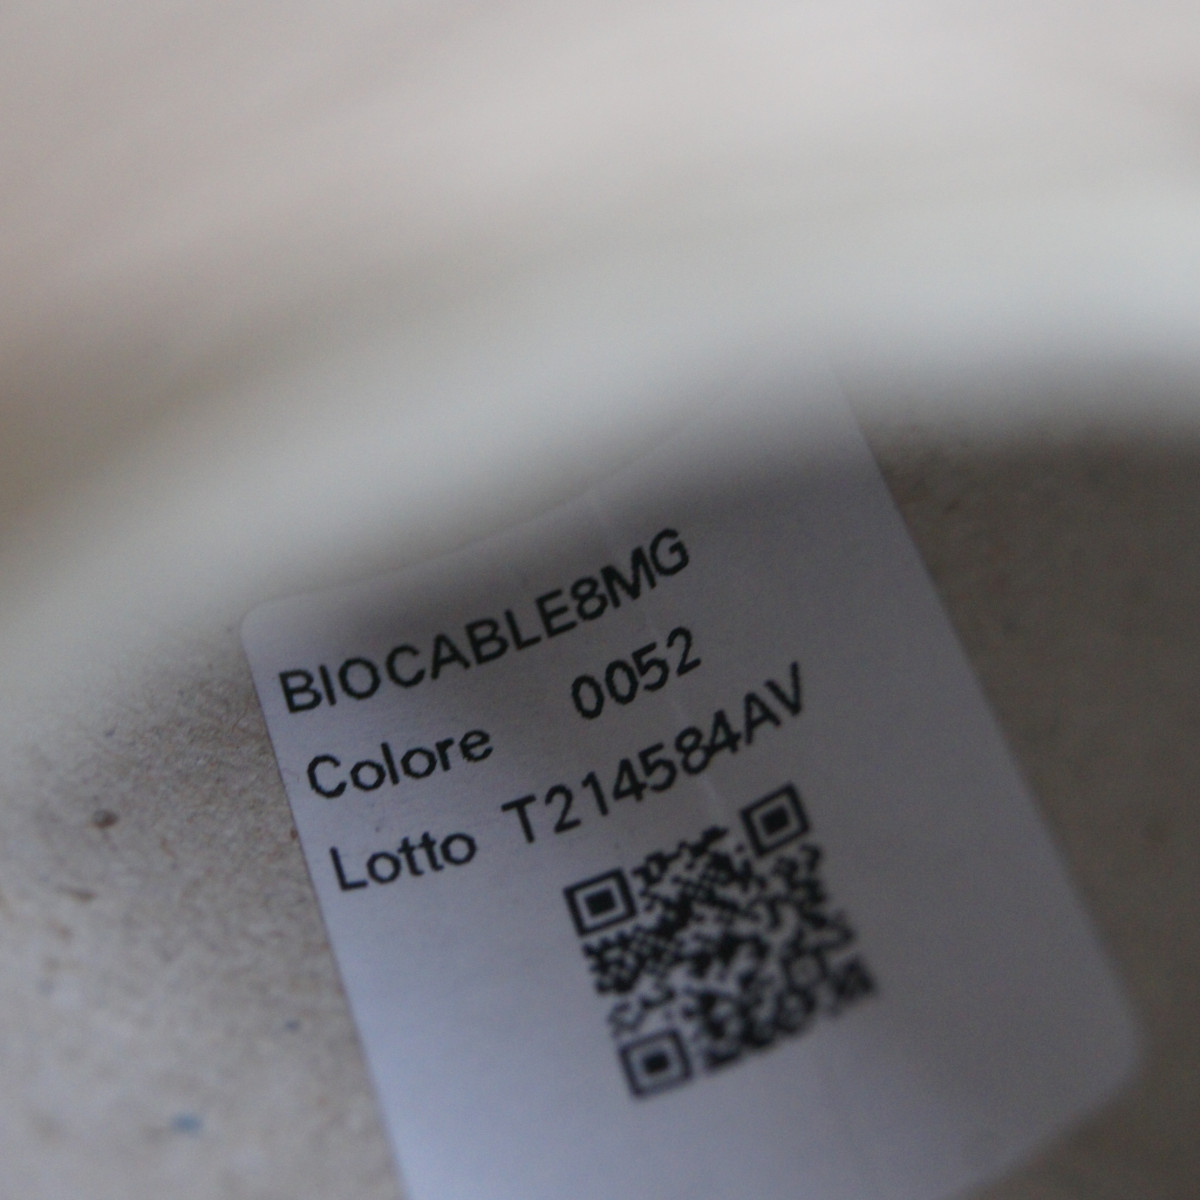 BIOCABLE8MG
Colore 0052
Lotto T214584AV